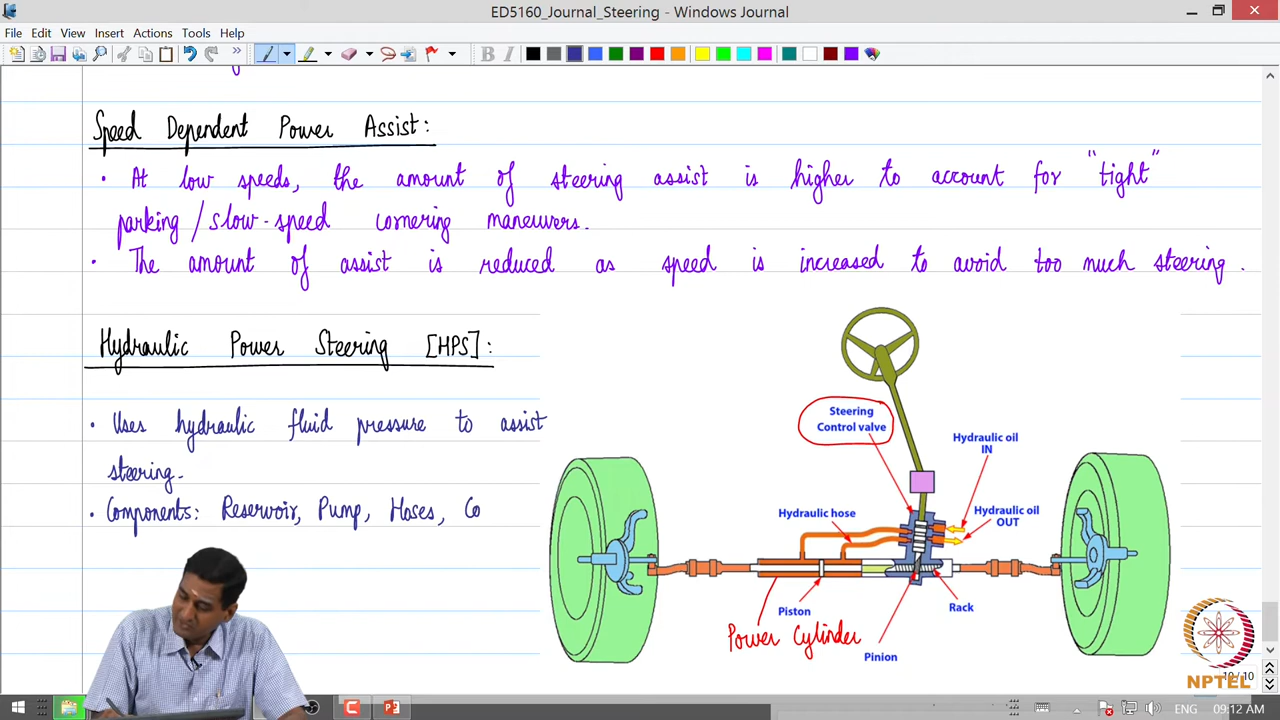 ED5160_Journal_Steering - Windows Journal
File Edit View Insert Actions Tools Help
Speed Dependent Power Assist:
• At low speeds, the amount of steering assist is higher to account for "tight"
parking/slow-speed cornering maneuvers.
• The amount of assist is reduced as speed is increased to avoid too much steering.
Hydraulic Power Steering [HPS]:
• Uses hydraulic fluid pressure to assist
steering.
• Components: Reservoir, Pump, Hoses, Co
Steering
Control valve
Hydraulic oil
IN
Hydraulic hose
Hydraulic oil
OUT
Piston
Rack
Power Cylinder
Pinion
10 / 10
NPTEL
ENG 09:12 AM